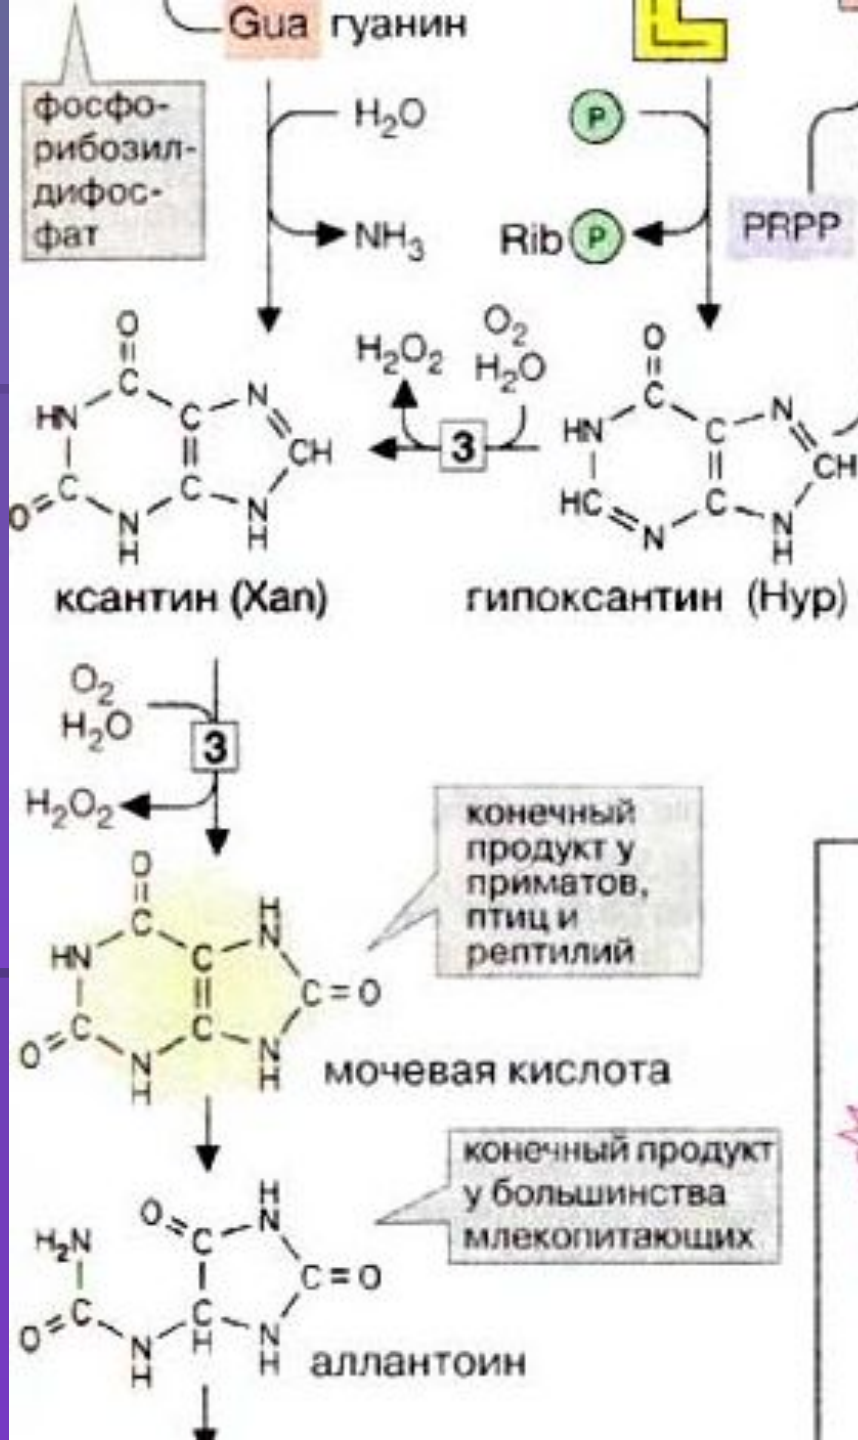 Gua гуанин
фосфо-
рибозил-
дифос-
фат
H₂O
NH₃
P
Rib P
PRPP
O
C
HN
C
N
CH
O=C
C
N
H
N
H
ксантин (Xan)
H₂O₂
O₂
H₂O
3
O
C
HN
C
N
CH
HC
N
C
N
H
гипоксантин (Hyp)
O₂
H₂O
3
H₂O₂
конечный
продукт у
приматов,
птиц и
рептилий
O
C
HN
C
H
N
C=O
O=C
C
N
H
N
H
мочевая кислота
конечный продукт
у большинства
млекопитающих
H₂N
O=C
H
N
C=O
O=C
N
H
C
H
N
H
аллантоин